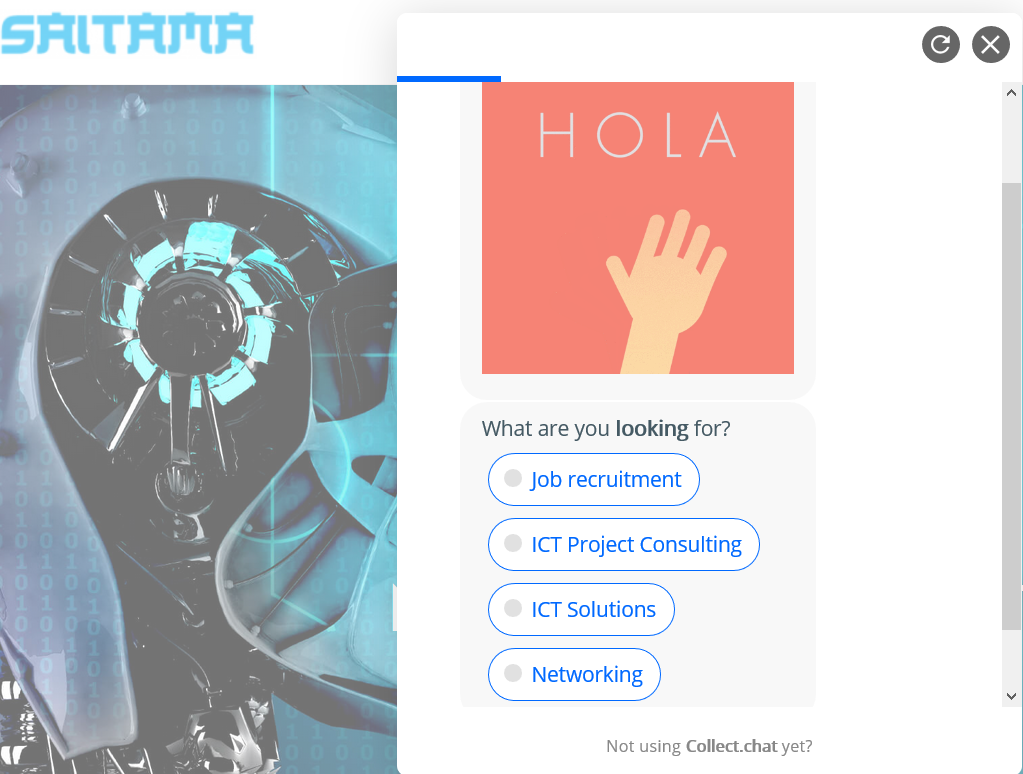 SAITAMA
HOLA
What are you looking for?
Job recruitment
ICT Project Consulting
ICT Solutions
Networking
Not using Collect.chat yet?